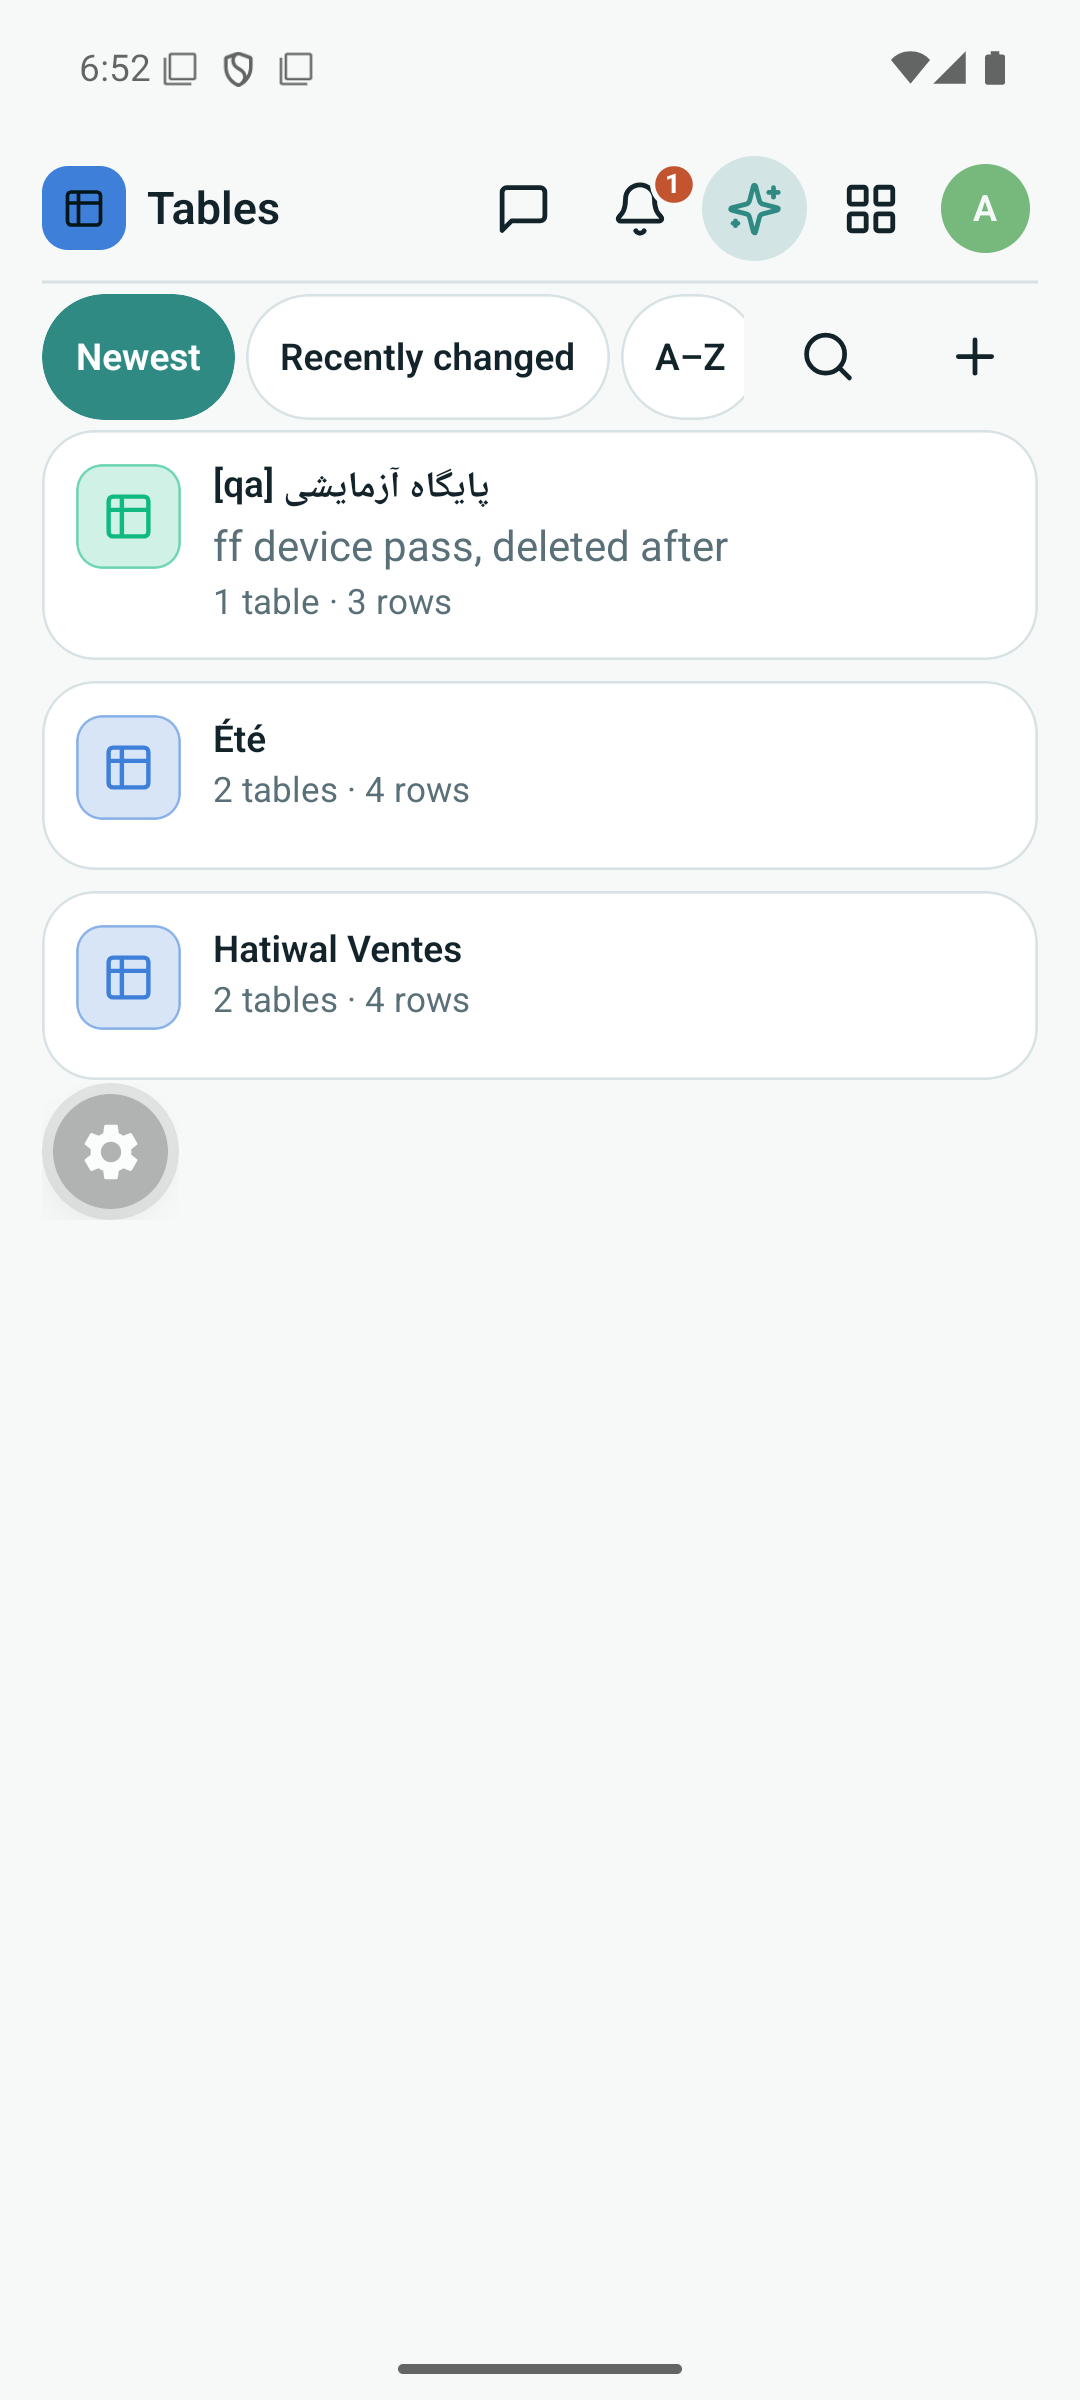 6:52
Tables
1
A
Newest
Recently changed
A–Z
[qa] پایگاه آزمایشی
ff device pass, deleted after
1 table · 3 rows
Été
2 tables · 4 rows
Hatiwal Ventes
2 tables · 4 rows